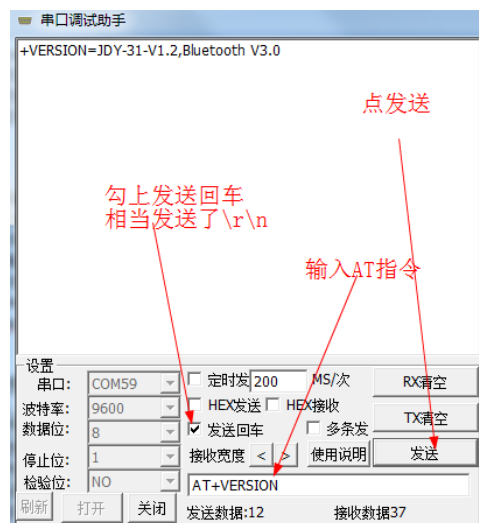 串口调试助手
+VERSION=JDY-31-V1.2,Bluetooth V3.0
点发送
勾上发送回车
相当发送了\r\n
输入AT指令
设置
串口: COM59 定时发 200 MS/次 RX清空
波特率: 9600 HEX发送 HEX接收 TX清空
数据位: 8 发送回车 多条发
停止位: 1 接收宽度 < > 使用说明 发送
检验位: NO AT+VERSION
刷新 打开 关闭 发送数据:12 接收数据37